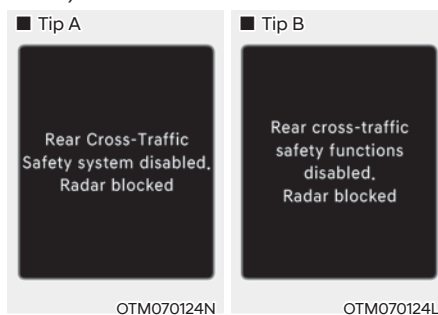 ■ Tip A
Rear Cross-Traffic
Safety system disabled.
Radar blocked
OTM070124N
■ Tip B
Rear cross-traffic
safety functions
disabled.
Radar blocked
OTM070124L